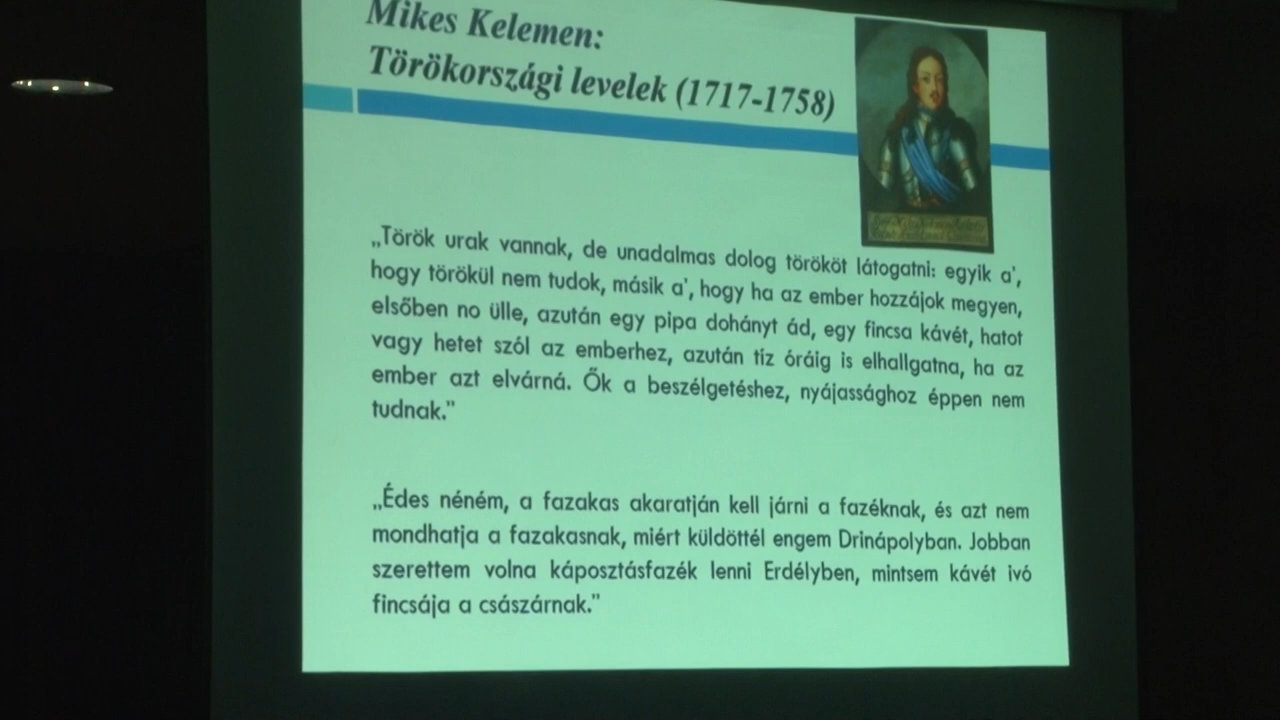 Mikes Kelemen:
Törökországi levelek (1717-1758)
„Török urak vannak, de unadalmas dolog törököt látogatni: egyik a',
hogy törökül nem tudok, másik a', hogy ha az ember hozzájok megyen,
elsőben no ülle, azután egy pipa dohányt ád, egy fincsa kávét, hatot
vagy hetet szól az emberhez, azután tíz óráig is elhallgatna, ha az
ember azt elvárná. Ők a beszélgetéshez, nyájassághoz éppen nem
tudnak."
„Édes néném, a fazakas akaratján kell járni a fazéknak, és azt nem
mondhatja a fazakasnak, miért küldöttél engem Drinápolyban. Jobban
szerettem volna káposztásfazék lenni Erdélyben, mintsem kávét ivó
fincsája a császárnak."